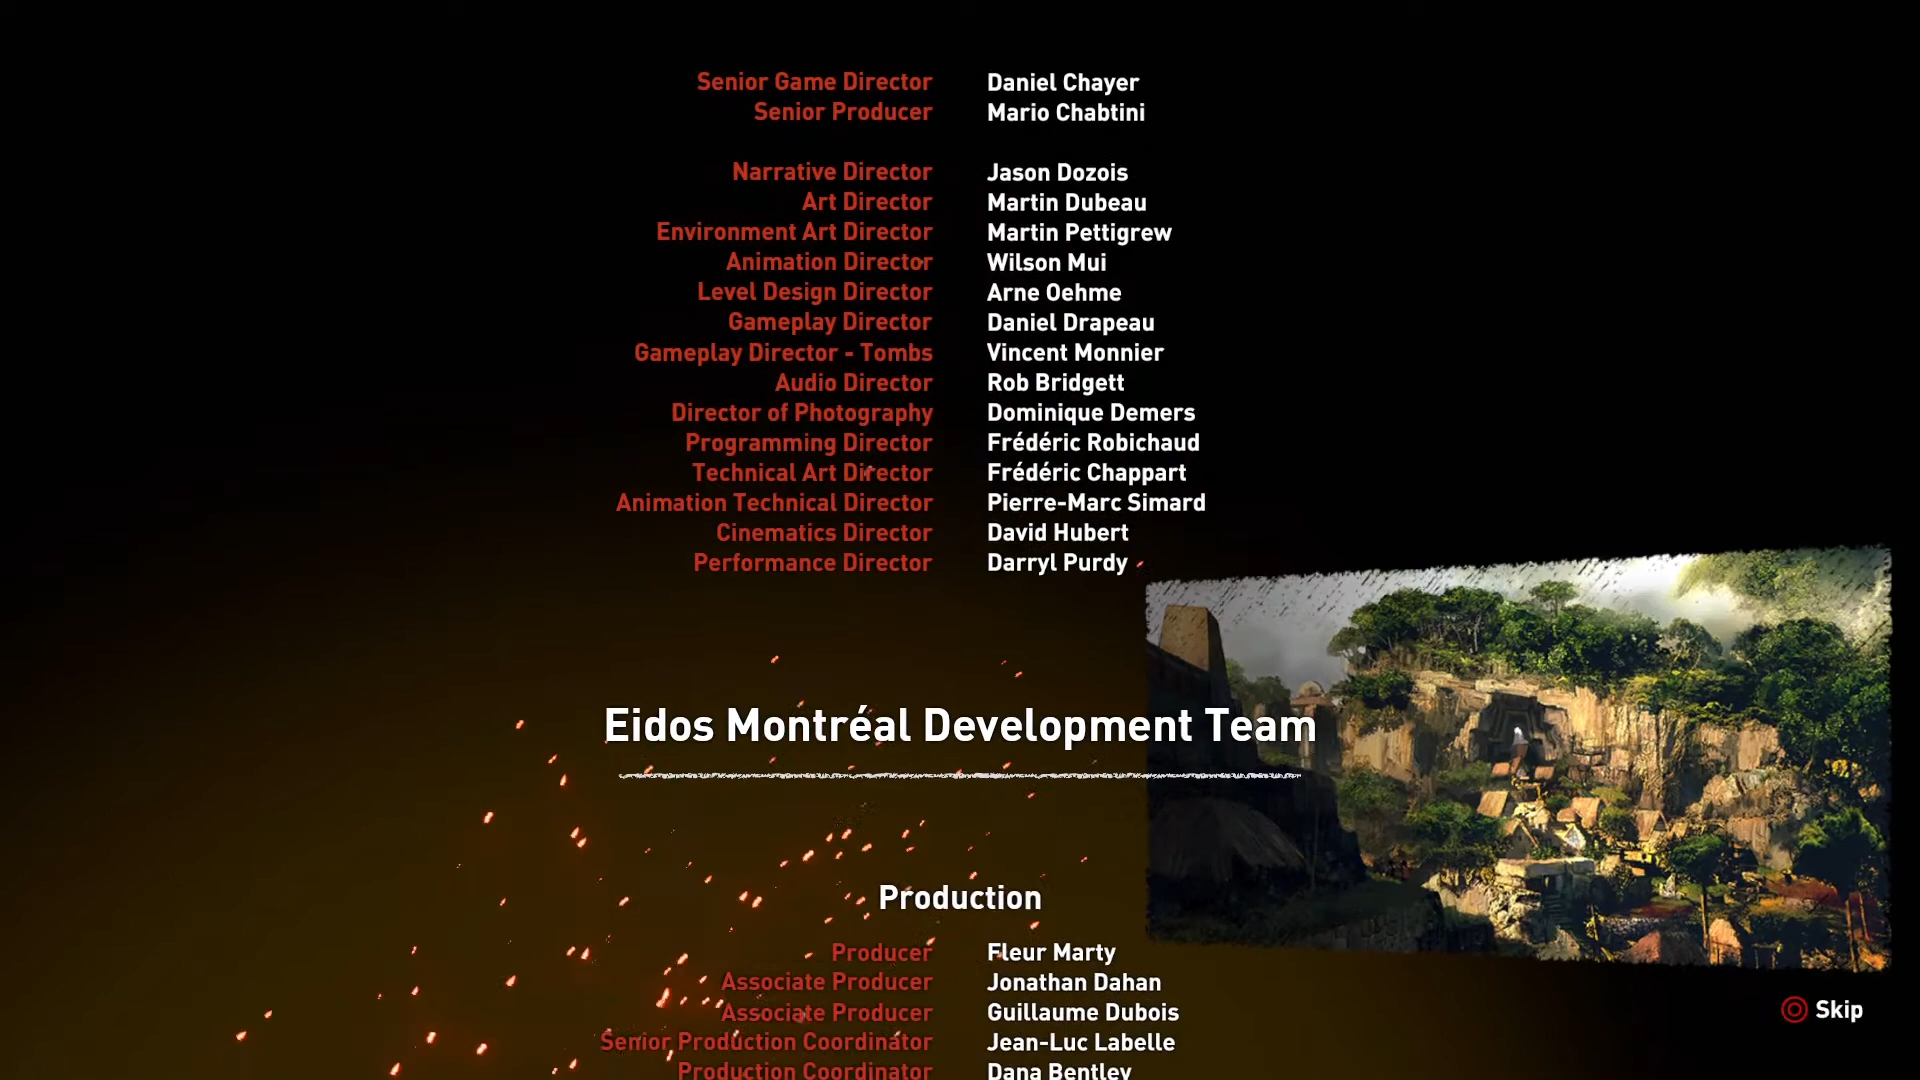 Senior Game Director Daniel Chayer
Senior Producer Mario Chabtini
Narrative Director Jason Dozois
Art Director Martin Dubeau
Environment Art Director Martin Pettigrew
Animation Director Wilson Mui
Level Design Director Arne Oehme
Gameplay Director Daniel Drapeau
Gameplay Director - Tombs Vincent Monnier
Audio Director Rob Bridgett
Director of Photography Dominique Demers
Programming Director Frédéric Robichaud
Technical Art Director Frédéric Chappart
Animation Technical Director Pierre-Marc Simard
Cinematics Director David Hubert
Performance Director Darryl Purdy
Eidos Montréal Development Team
Production
Producer Fleur Marty
Associate Producer Jonathan Dahan
Associate Producer Guillaume Dubois
Senior Production Coordinator Jean-Luc Labelle
Production Coordinator Dana Bentley
Skip